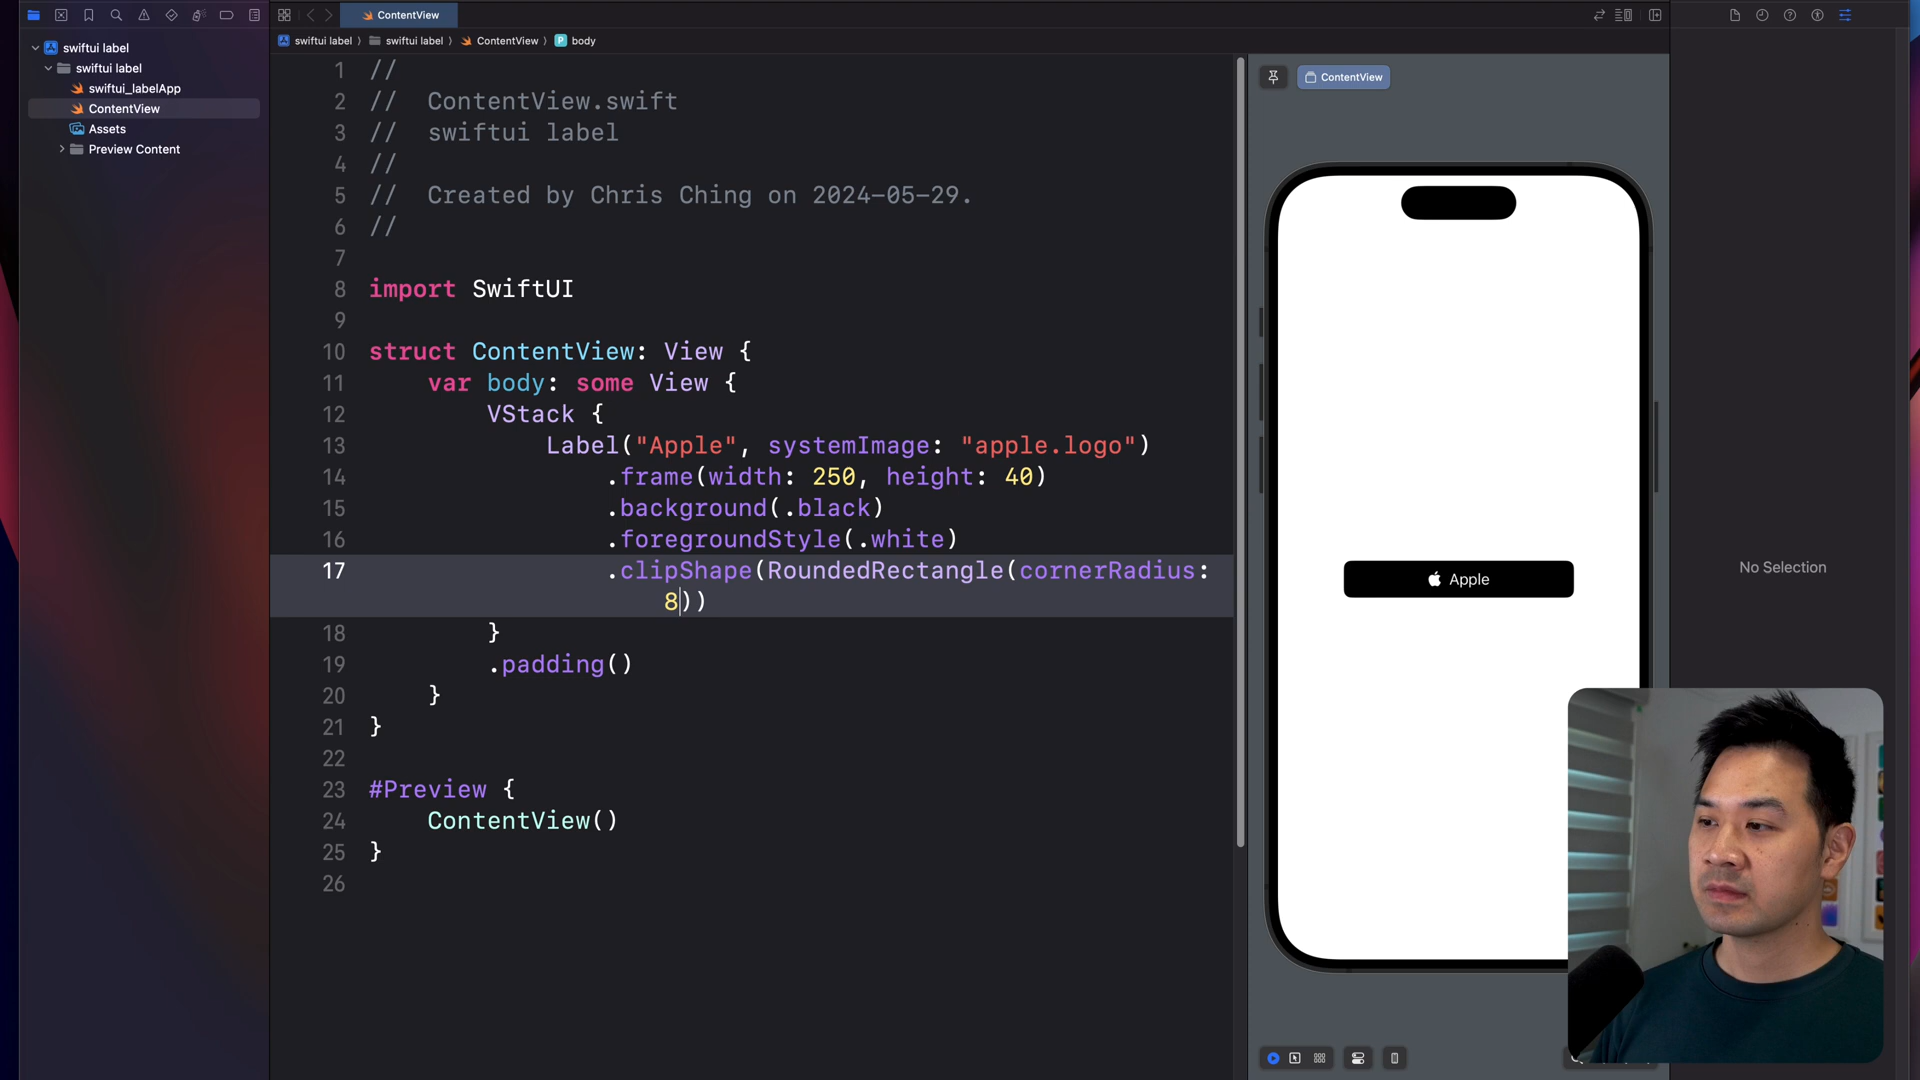 ContentView
swiftui label
swiftui label
swiftui_labelApp
ContentView
Assets
Preview Content
swiftui label 〉 swiftui label 〉 ContentView 〉 P body
1 //
2 //  ContentView.swift
3 //  swiftui label
4 //
5 //  Created by Chris Ching on 2024-05-29.
6 //
7
8 import SwiftUI
9
10 struct ContentView: View {
11     var body: some View {
12         VStack {
13             Label("Apple", systemImage: "apple.logo")
14                 .frame(width: 250, height: 40)
15                 .background(.black)
16                 .foregroundStyle(.white)
17                 .clipShape(RoundedRectangle(cornerRadius:
8))
18         }
19         .padding()
20     }
21 }
22
23 #Preview {
24     ContentView()
25 }
26
ContentView
Apple
No Selection